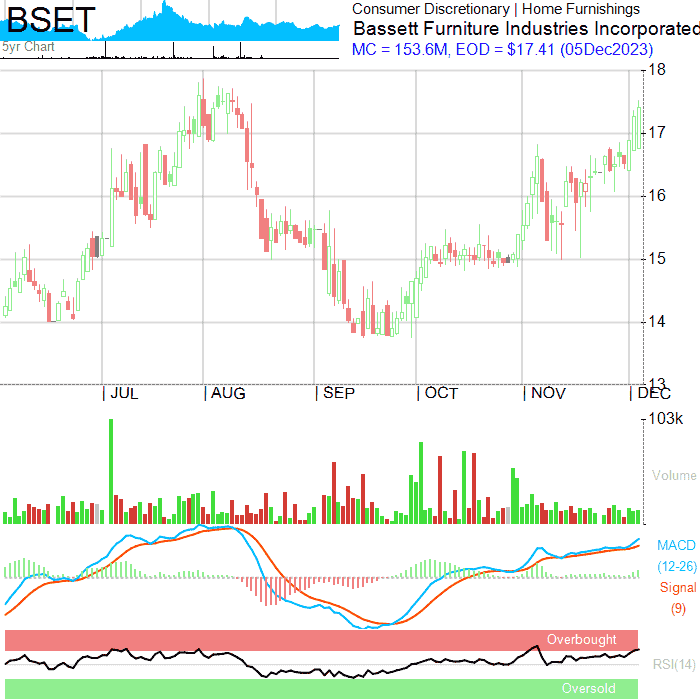 BSET
5yr Chart
Consumer Discretionary | Home Furnishings
Bassett Furniture Industries Incorporated
MC = 153.6M, EOD = $17.41 (05Dec2023)
18
17
16
15
14
13
| JUL | AUG | SEP | OCT | NOV | DEC
103k
Volume
MACD
(12-26)
Signal
(9)
Overbought
RSI(14)
Oversold